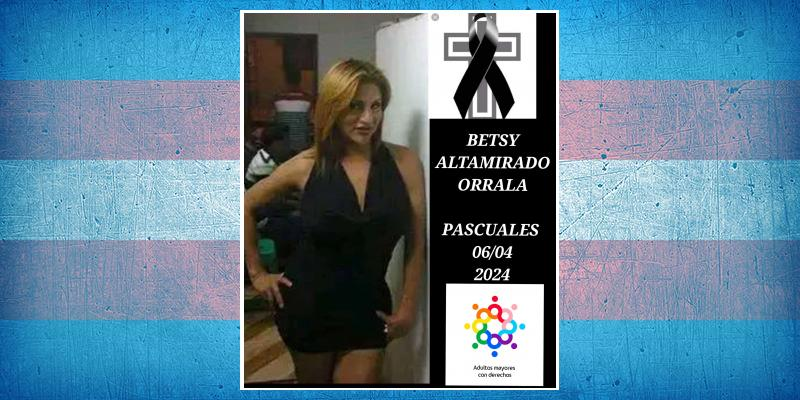 BETSY
ALTAMIRADO
ORRALA
PASCUALES
06/04
2024
Adultos mayores
con derechos